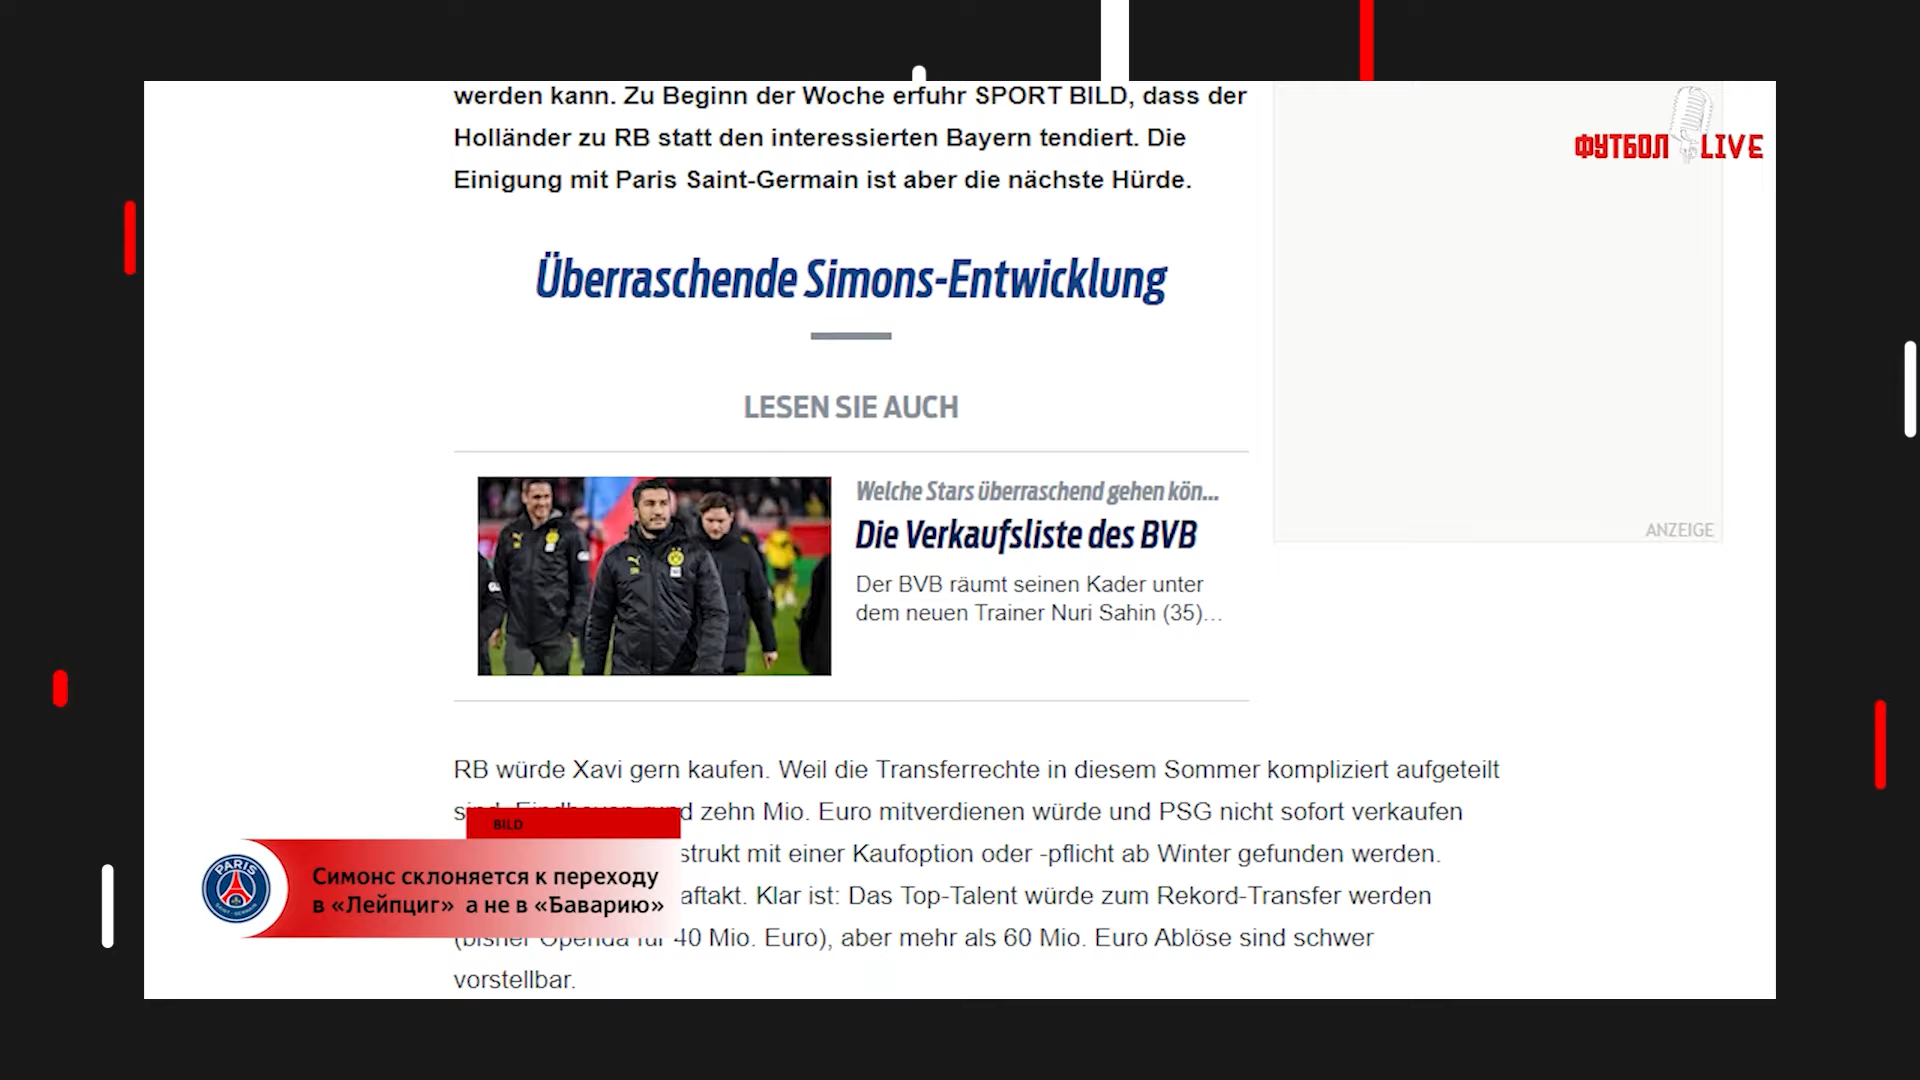 werden kann. Zu Beginn der Woche erfuhr SPORT BILD, dass der
Holländer zu RB statt den interessierten Bayern tendiert. Die
Einigung mit Paris Saint-Germain ist aber die nächste Hürde.
ФУТБОЛ LIVE
Überraschende Simons-Entwicklung
LESEN SIE AUCH
Welche Stars überraschend gehen kön...
Die Verkaufsliste des BVB
Der BVB räumt seinen Kader unter
dem neuen Trainer Nuri Sahin (35)...
ANZEIGE
RB würde Xavi gern kaufen. Weil die Transferrechte in diesem Sommer kompliziert aufgeteilt
zehn Mio. Euro mitverdienen würde und PSG nicht sofort verkaufen
strukt mit einer Kaufoption oder -pflicht ab Winter gefunden werden.
aftakt. Klar ist: Das Top-Talent würde zum Rekord-Transfer werden
(bisher Openda für 40 Mio. Euro), aber mehr als 60 Mio. Euro Ablöse sind schwer
vorstellbar.
BILD
PARIS
SAINT-GERMAIN
Симонс склоняется к переходу
в «Лейпциг» а не в «Баварию»